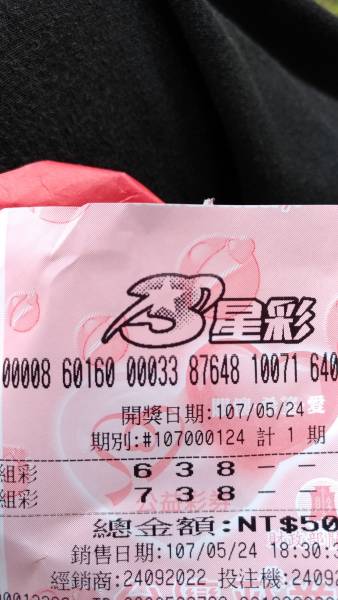 3星彩
00008 60160 00033 87648 10071 640
開獎日期:107/05/24
期別:#107000124 計 1 期
組彩 6 3 8 - -
組彩 7 3 8 - -
總金額:NT$50
銷售日期:107/05/24 18:30:3
經銷商:24092022 投注機:2409